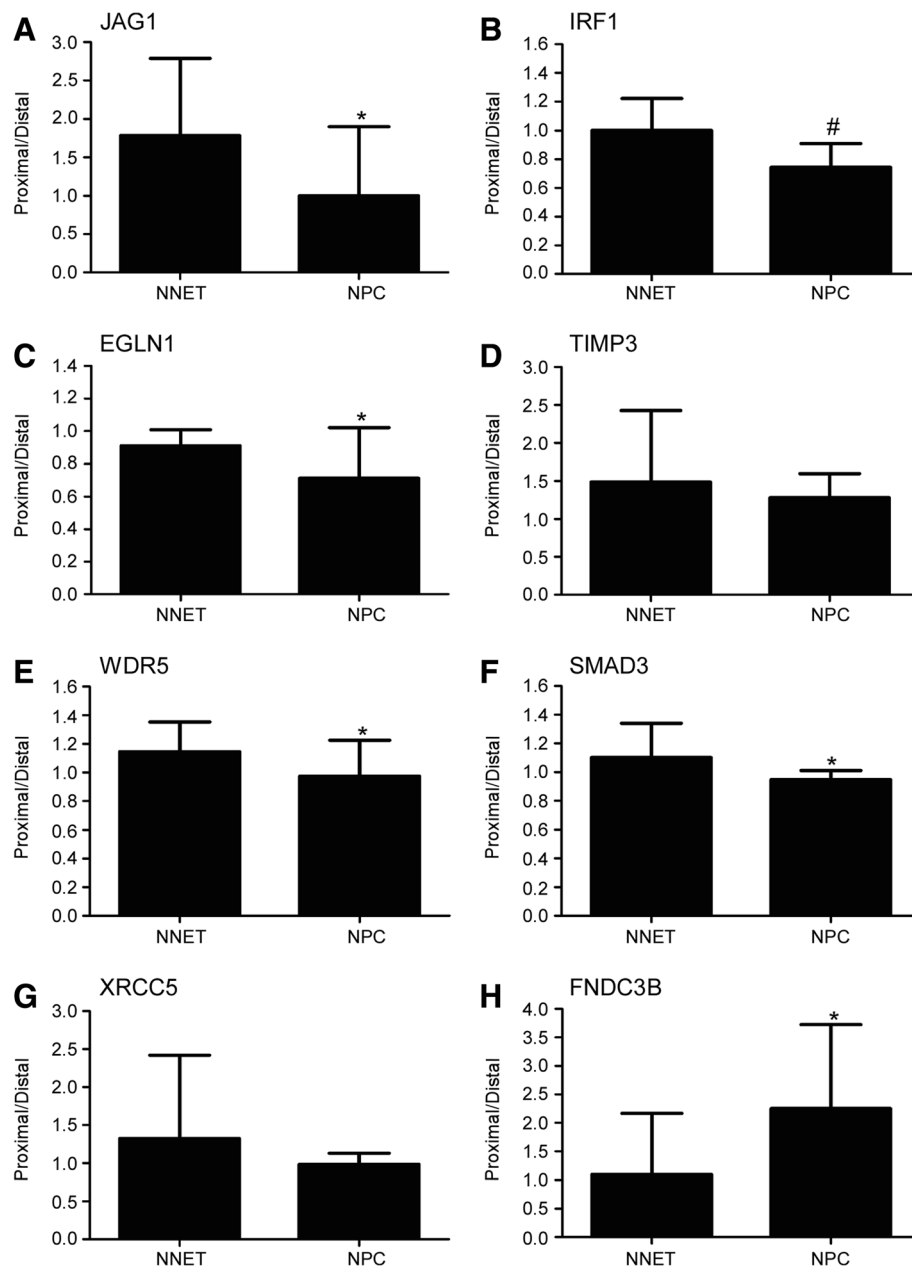 A JAG1
Proximal/Distal
3.0
2.5
2.0
1.5
1.0
0.5
0.0
*
NNET NPC
B IRF1
Proximal/Distal
1.6
1.4
1.2
1.0
0.8
0.6
0.4
0.2
0.0
#
NNET NPC
C EGLN1
Proximal/Distal
1.4
1.2
1.0
0.8
0.6
0.4
0.2
0.0
*
NNET NPC
D TIMP3
Proximal/Distal
3.0
2.5
2.0
1.5
1.0
0.5
0.0
NNET NPC
E WDR5
Proximal/Distal
1.6
1.4
1.2
1.0
0.8
0.6
0.4
0.2
0.0
*
NNET NPC
F SMAD3
Proximal/Distal
1.6
1.4
1.2
1.0
0.8
0.6
0.4
0.2
0.0
*
NNET NPC
G XRCC5
Proximal/Distal
3.0
2.5
2.0
1.5
1.0
0.5
0.0
NNET NPC
H FNDC3B
Proximal/Distal
4.0
3.5
3.0
2.5
2.0
1.5
1.0
0.5
0.0
*
NNET NPC